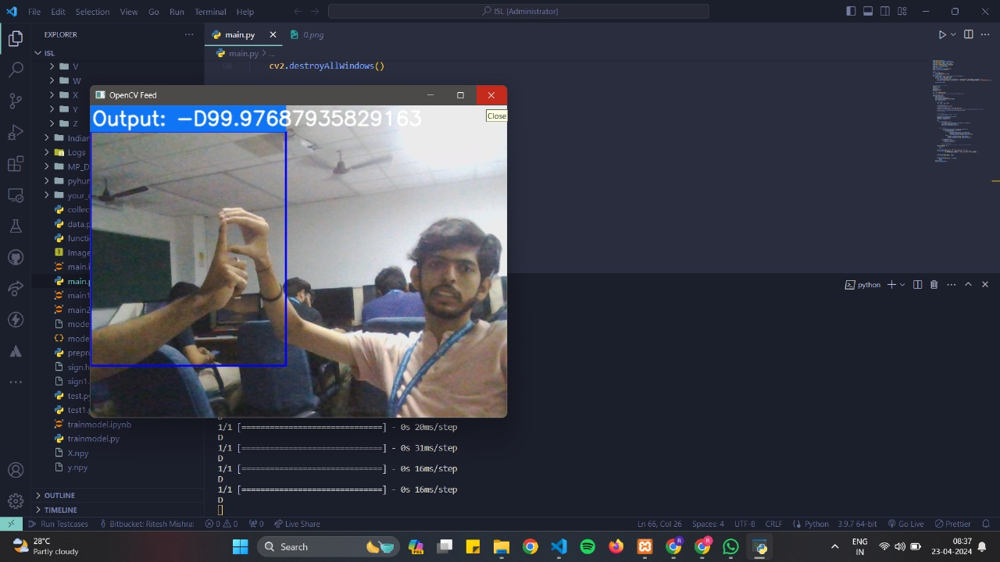 File Edit Selection View Go Run Terminal Help
ISL [Administrator]
EXPLORER
main.py
0.png
ISL
main.py > ...
V
W
X
Y
Z
98 cv2.destroyAllWindows()
OpenCV Feed
Close
Output: -D99.97687935829
Indian
Logs
MP_D
pyhun
your_
collec
data.p
functi
Image
main.i
main.p
main1
main2
mode
mode
prepro
sign.h
sign1.
test.py
test1.
trainmodel.ipynb
trainmodel.py
X.npy
y.npy
OUTLINE
TIMELINE
python
1/1 [==============================] - 0s 20ms/step
D
1/1 [==============================] - 0s 31ms/step
D
1/1 [==============================] - 0s 16ms/step
D
1/1 [==============================] - 0s 16ms/step
D
Run Testcases Bitbucket: Ritesh Mishra: 0 0 0 Live Share
Ln 66, Col 26 Spaces: 4 UTF-8 CRLF Python 3.9.7 64-bit Go Live Prettier
28°C
Partly cloudy
Search
ENG
IN
08:37
23-04-2024